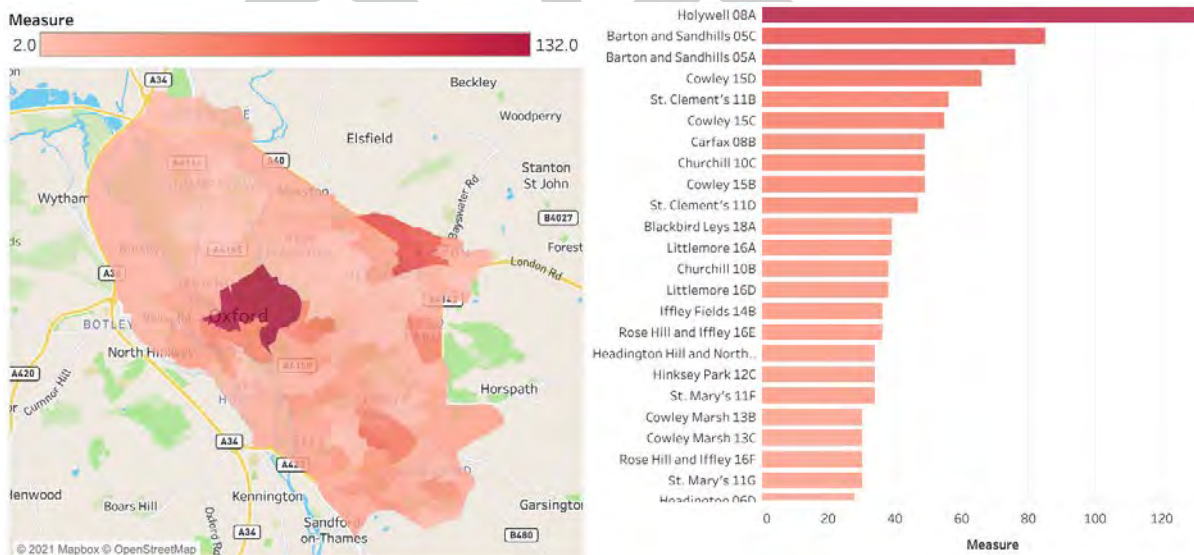 Measure
2.0
132.0
A34
Beckley
Woodperry
Elsfield
A40
Stanton
St John
Wytham
Bayswater Rd
B4027
Forest
London Rd
A34
Oxford
BOTLEY
North Hinksey
A420
Cumnor Hill
Horspath
A34
A423
Kennington
Boars Hill
Sandford
on-Thames
Oxford Rd
Garsington
A34
B480
© 2021 Mapbox © OpenStreetMap
Holywell 08A
Barton and Sandhills 05C
Barton and Sandhills 05A
Cowley 15D
St. Clement's 11B
Cowley 15C
Carfax 08B
Churchill 10C
Cowley 15B
St. Clement's 11D
Blackbird Leys 18A
Littlemore 16A
Churchill 10B
Littlemore 16D
Iffley Fields 14B
Rose Hill and Iffley 16E
Headington Hill and North..
Hinksey Park 12C
St. Mary's 11F
Cowley Marsh 13B
Cowley Marsh 13C
Rose Hill and Iffley 16F
St. Mary's 11G
Headington 06D
0 20 40 60 80 100 120
Measure